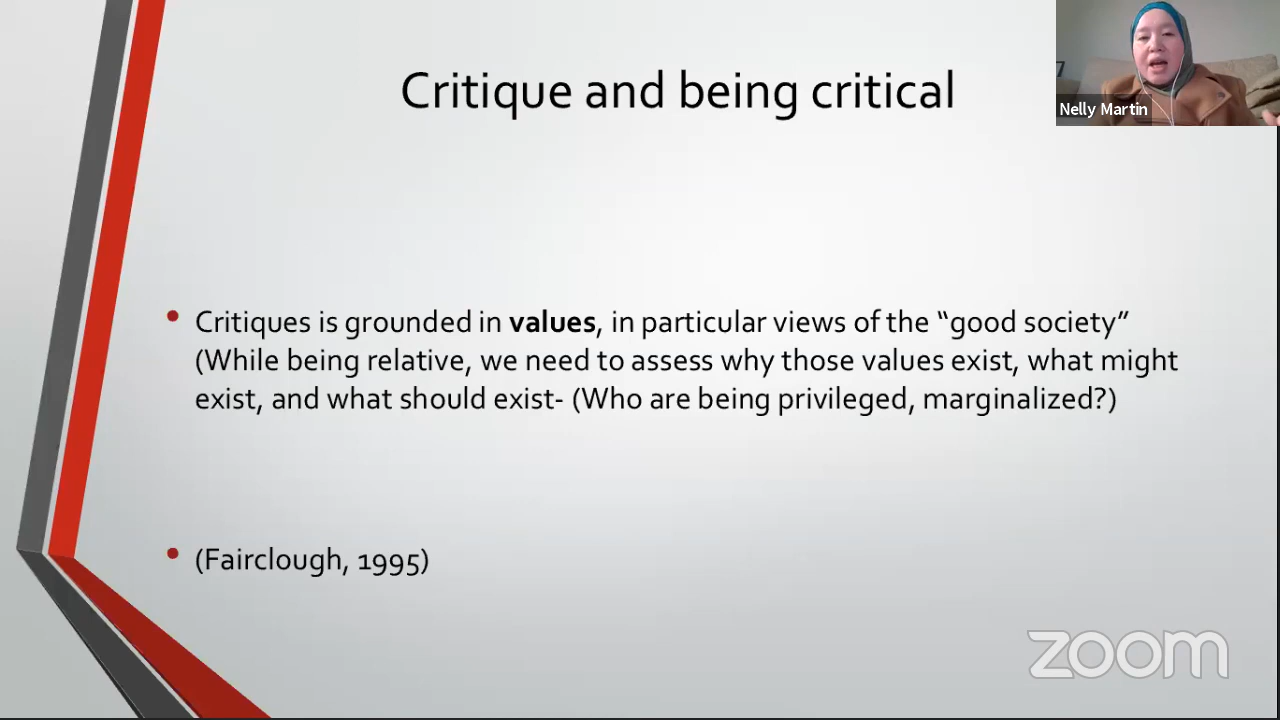 Critique and being critical
Nelly Martin
• Critiques is grounded in values, in particular views of the “good society”
(While being relative, we need to assess why those values exist, what might
exist, and what should exist- (Who are being privileged, marginalized?)
• (Fairclough, 1995)
zoom